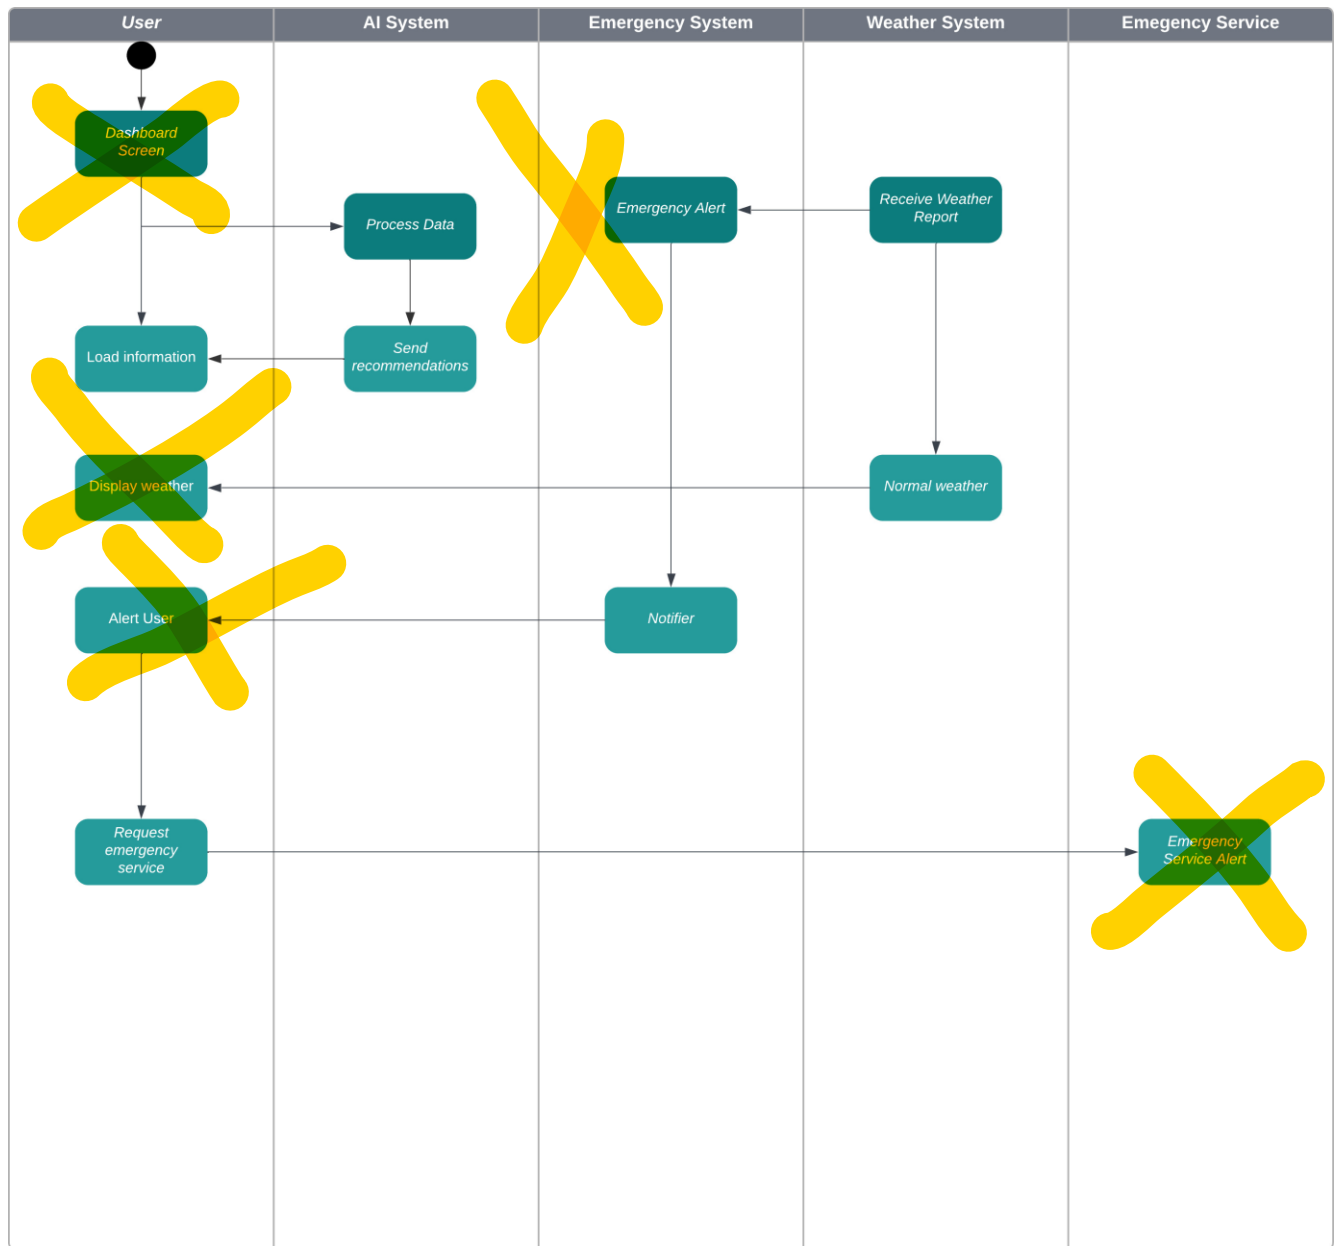 User
AI System
Emergency System
Weather System
Emegency Service
Dashboard
Screen
Process Data
Emergency Alert
Receive Weather
Report
Load information
Send
recommendations
Display weather
Normal weather
Alert User
Notifier
Request
emergency
service
Emergency
Service Alert